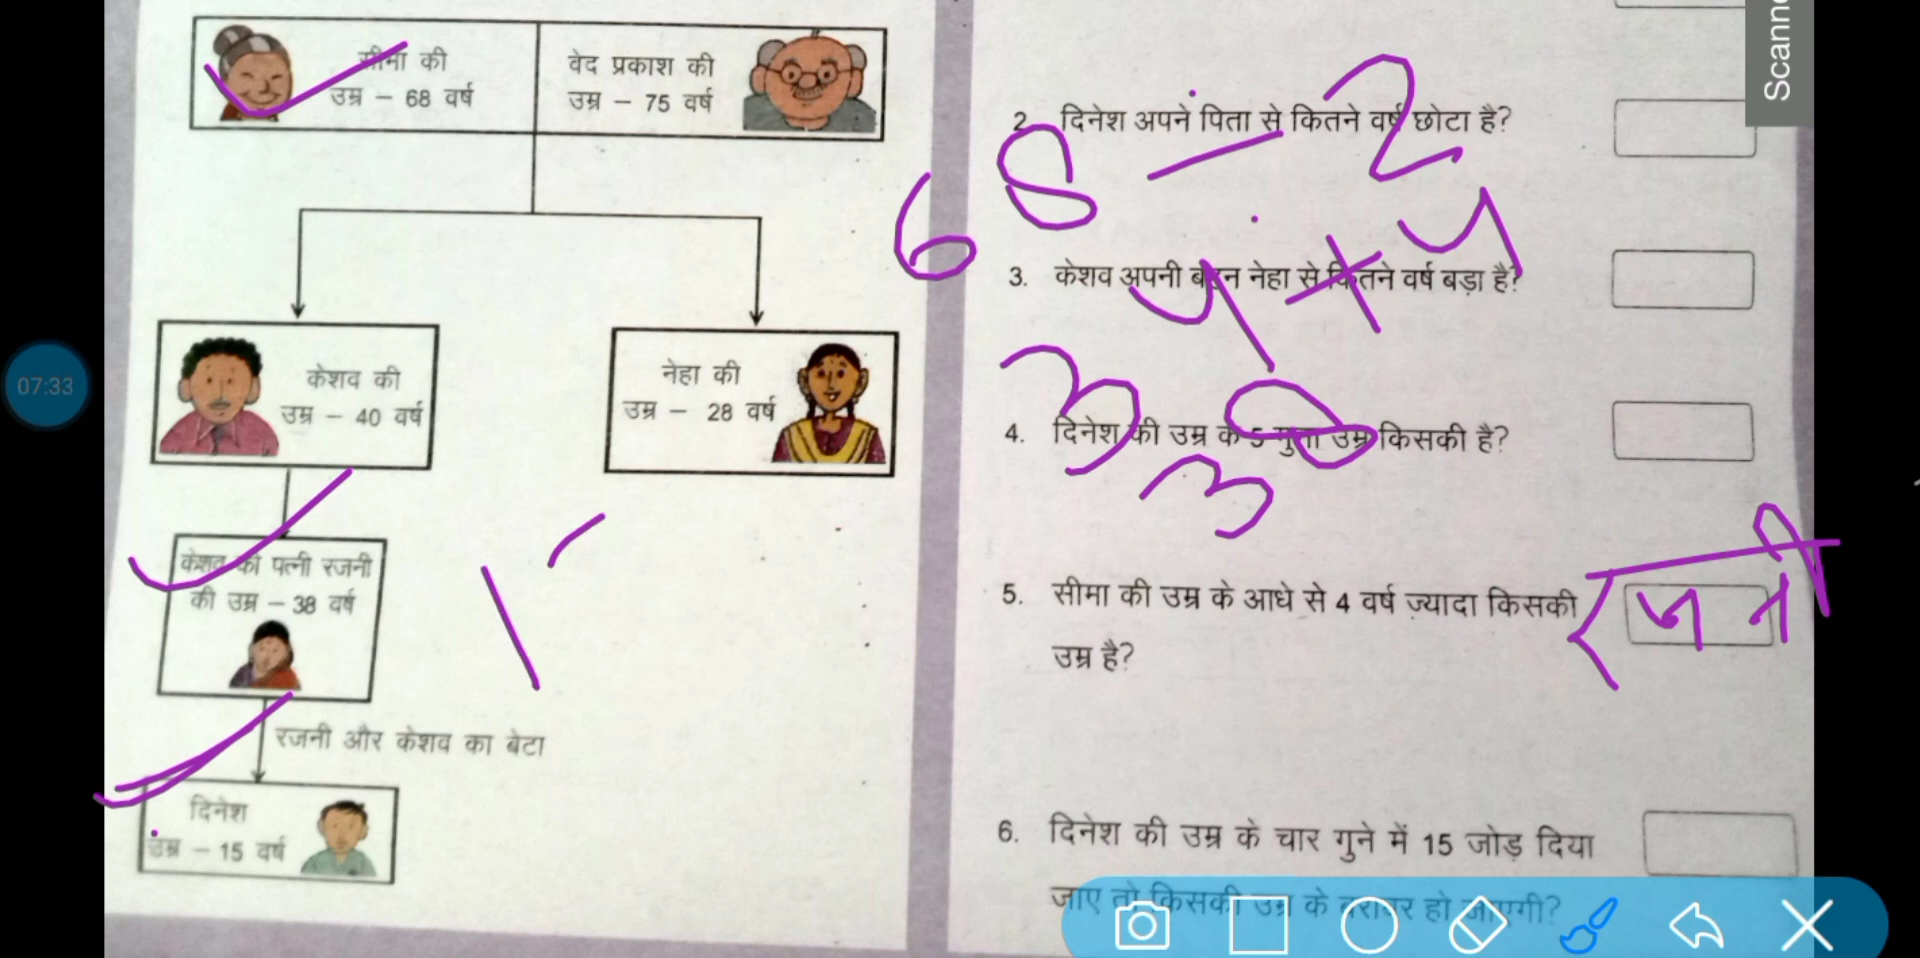 सीमा की
उम्र – 68 वर्ष
वेद प्रकाश की
उम्र – 75 वर्ष
केशव की
उम्र – 40 वर्ष
नेहा की
उम्र – 28 वर्ष
केशव की पत्नी रजनी
की उम्र – 38 वर्ष
रजनी और केशव का बेटा
दिनेश
उम्र – 15 वर्ष
07:33
Scann
2. दिनेश अपने पिता से कितने वर्ष छोटा है?
68 ÷ 2
3. केशव अपनी बहन नेहा से कितने वर्ष बड़ा है?
4. दिनेश की उम्र के 5 गुना उम्र किसकी है?
5. सीमा की उम्र के आधे से 4 वर्ष ज़्यादा किसकी
उम्र है?
रजनी
6. दिनेश की उम्र के चार गुने में 15 जोड़ दिया
जाए तो किसकी उम्र के बराबर हो जाएगी?